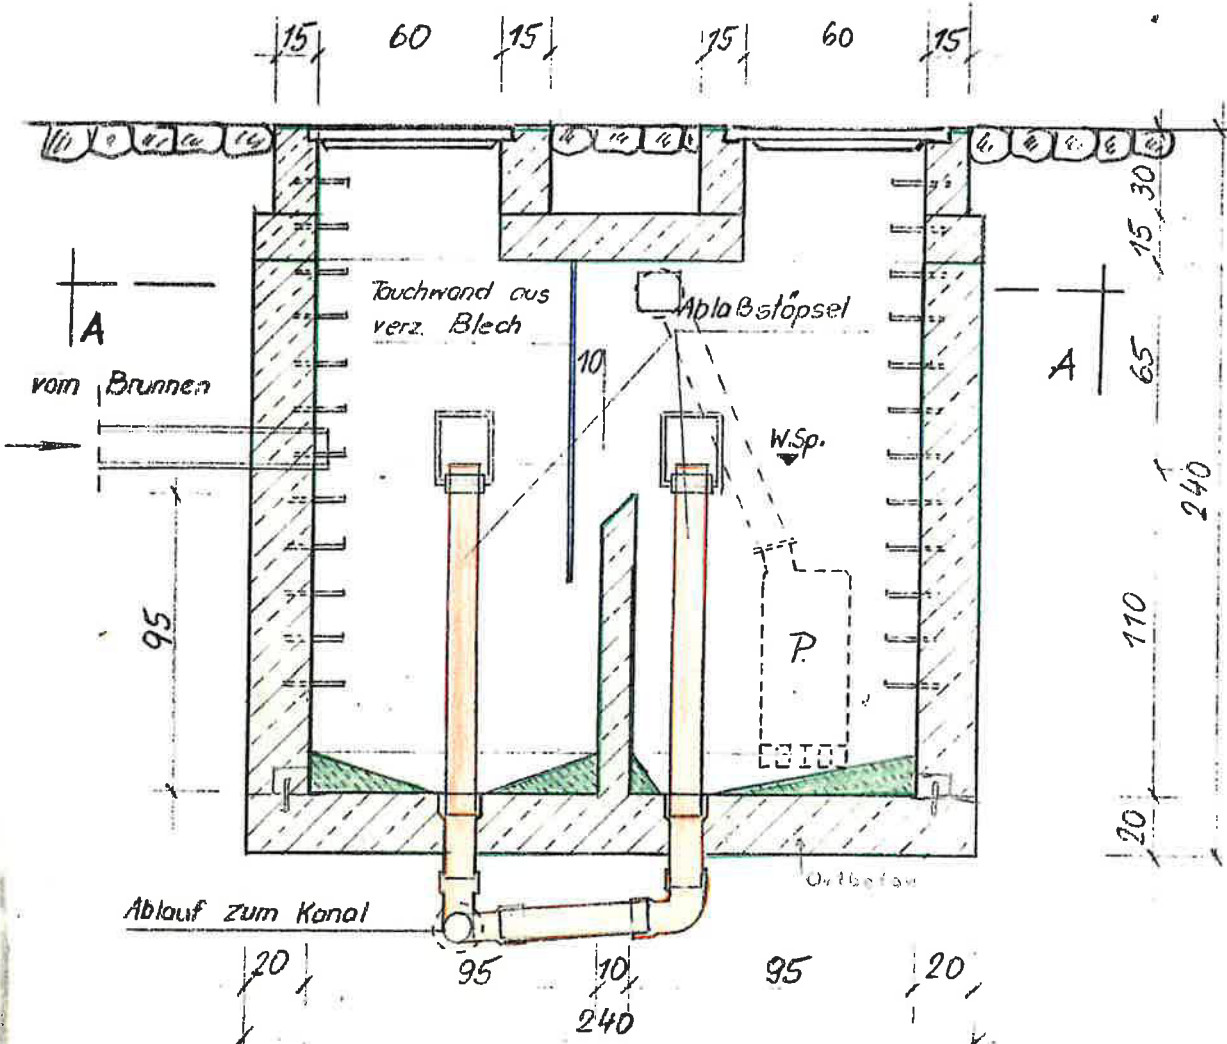 15 60 15 15 60 15
30
15
Tauchwand aus
verz. Blech
Ablaßstöpsel
A
A
65
10
vom Brunnen
W.Sp.
240
95
110
P.
20
Ortbeton
Ablauf zum Kanal
20 95 10 95 20
240